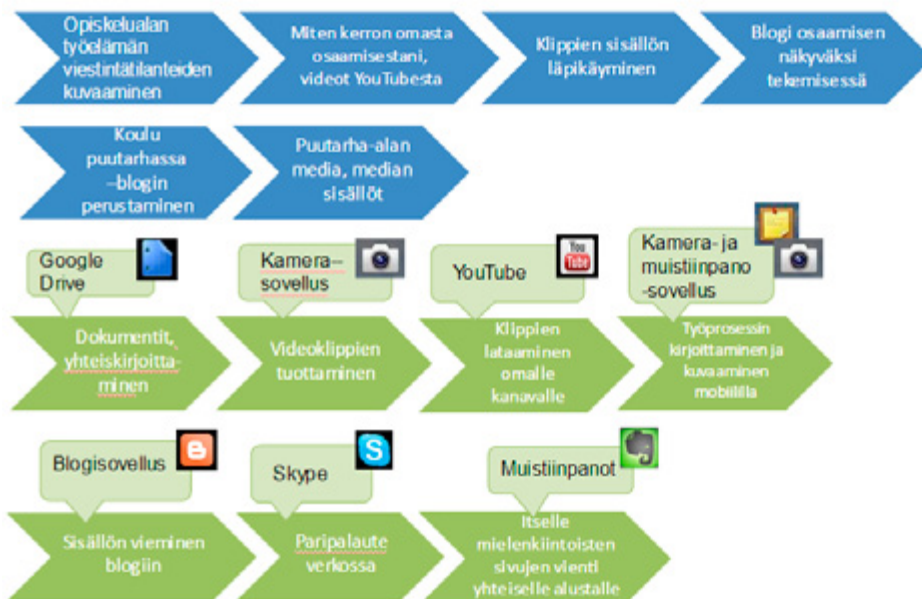 Opiskelualan
työelämän
viestintätilanteiden
kuvaaminen
Miten kerron omasta
osaamisestani,
videot YouTubesta
Klippien sisällön
läpikäyminen
Blogi osaamisen
näkyväksi
tekemisessä
Koulu
puutarhassa
–blogin
perustaminen
Puutarha-alan
media, median
sisällöt
Google
Drive
Kamera–
sovellus
YouTube
You
Tube
Kamera- ja
muistiinpano
-sovellus
Dokumentit,
yhteiskirjoitta-
minen
Videoklippien
tuottaminen
Klippien
lataaminen
omalle
kanavalle
Työprosessin
kirjoittaminen ja
kuvaaminen
mobiililla
Blogisovellus
Skype
Muistiinpanot
Sisällön vieminen
blogiin
Paripalaute
verkossa
Itselle
mielenkiintoisten
sivujen vienti
yhteiselle alustalle